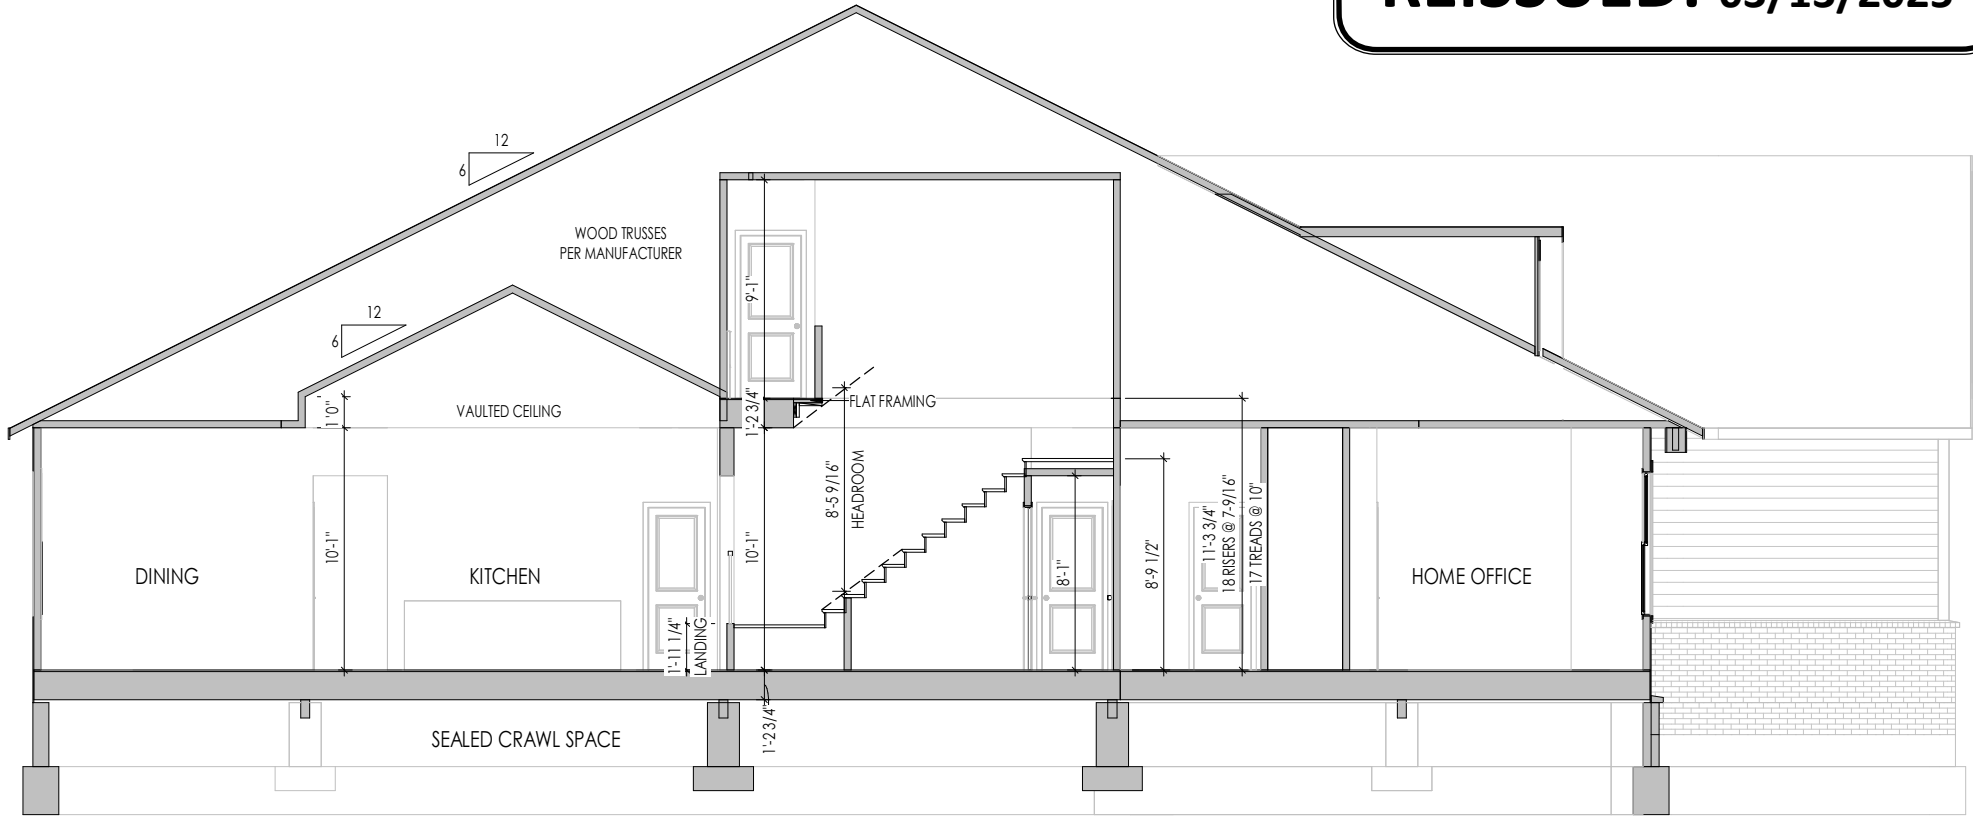 REISSUED: 05/15/2025
12
6
WOOD TRUSSES
PER MANUFACTURER
9'-1"
12
6
1'0"
VAULTED CEILING
1'-2 3/4"
FLAT FRAMING
8'-5 9/16"
HEADROOM
10'-1"
10'-1"
DINING
KITCHEN
8'-1"
8'-9 1/2"
11'-3 3/4"
18 RISERS @ 7-9/16"
17 TREADS @ 10"
HOME OFFICE
1'-11 1/4"
LANDING
1'-2 3/4"
SEALED CRAWL SPACE